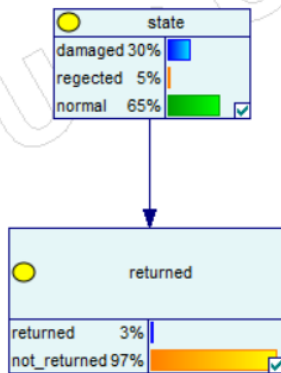 state
damaged 30%
regected 5%
normal 65%
returned
returned 3%
not_returned 97%